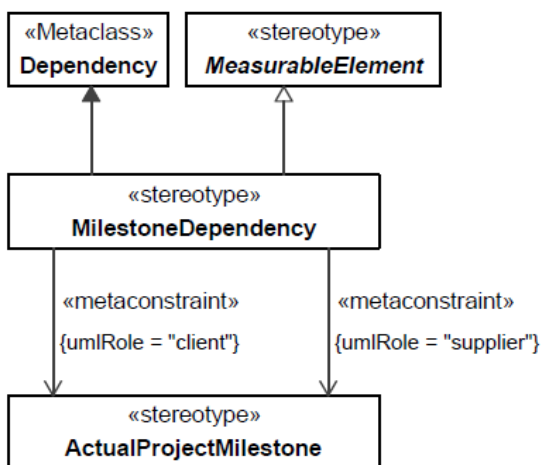 «Metaclass»
Dependency
«stereotype»
MeasurableElement
«stereotype»
MilestoneDependency
«metaconstraint»
{umlRole = "client"}
«metaconstraint»
{umlRole = "supplier"}
«stereotype»
ActualProjectMilestone